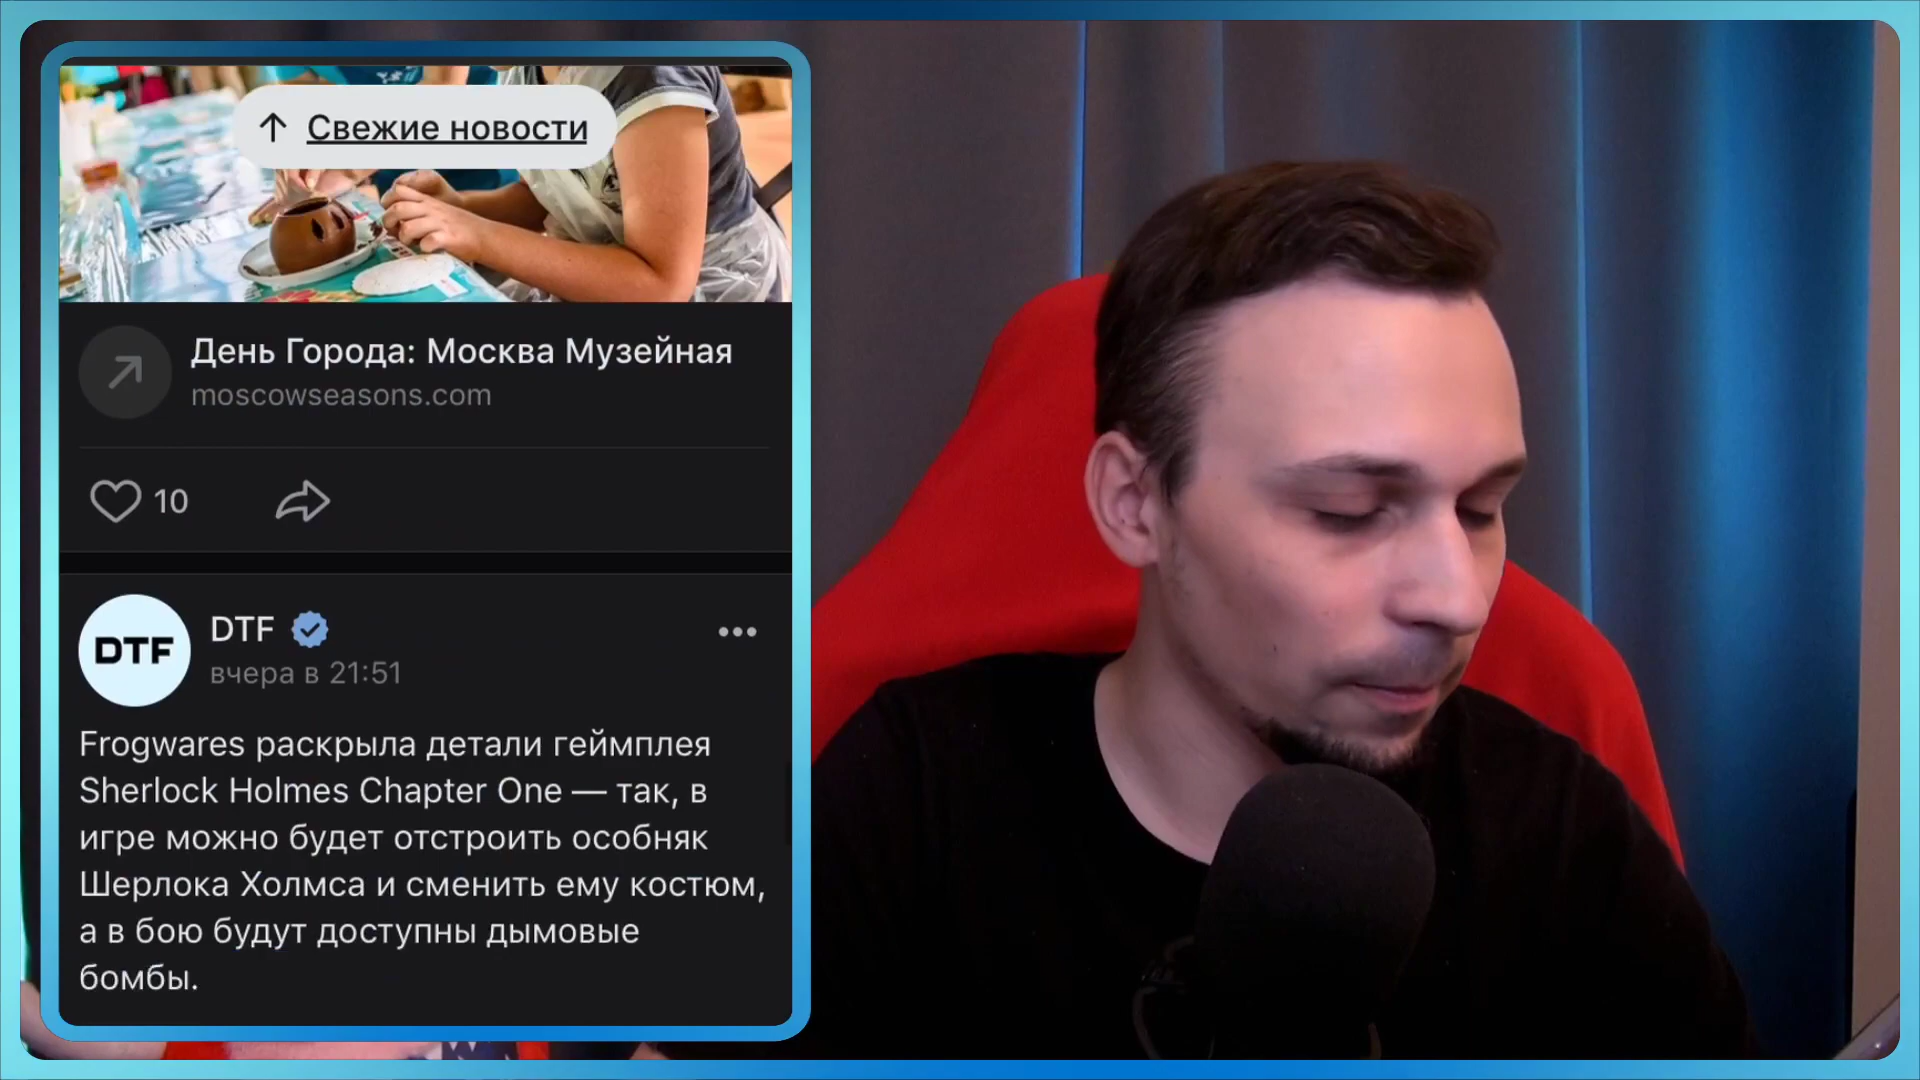 ↑ Свежие новости
День Города: Москва Музейная
moscowseasons.com
10
DTF
DTF
вчера в 21:51
Frogwares раскрыла детали геймплея
Sherlock Holmes Chapter One — так, в
игре можно будет отстроить особняк
Шерлока Холмса и сменить ему костюм,
а в бою будут доступны дымовые
бомбы.